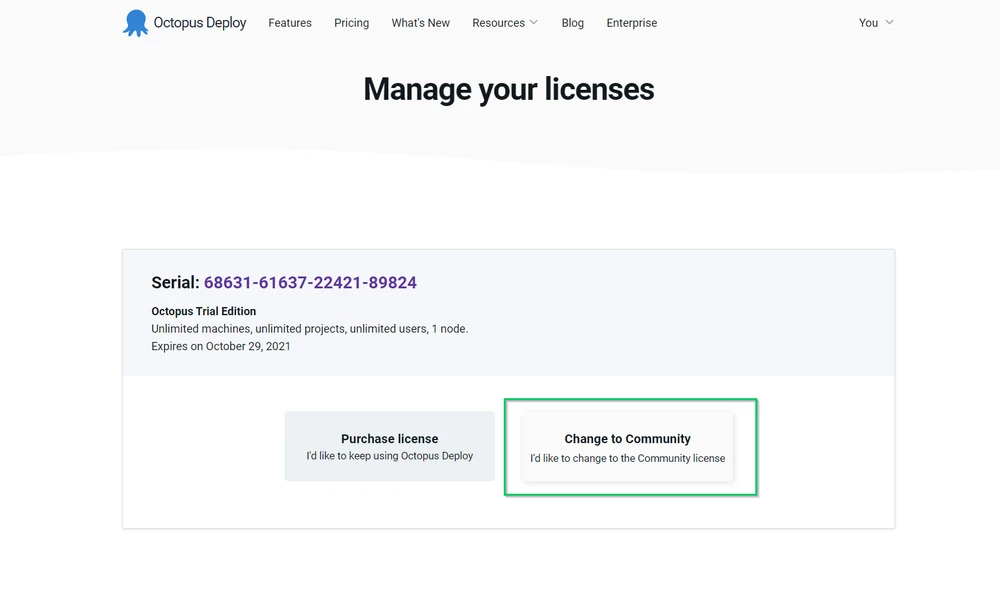 Octopus Deploy Features Pricing What's New Resources Blog Enterprise You
Manage your licenses
Serial: 68631-61637-22421-89824
Octopus Trial Edition
Unlimited machines, unlimited projects, unlimited users, 1 node.
Expires on October 29, 2021
Purchase license
I'd like to keep using Octopus Deploy
Change to Community
I'd like to change to the Community license